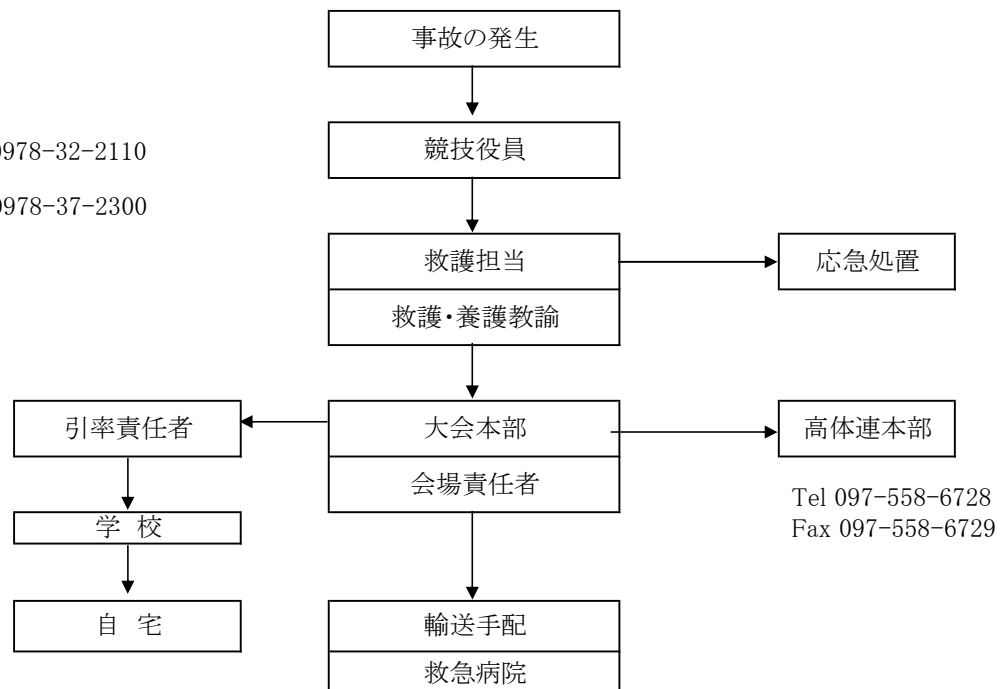 事故の発生
0978-32-2110
競技役員
0978-37-2300
救護担当
応急処置
救護・養護教諭
引率責任者
大会本部
高体連本部
会場責任者
Tel 097-558-6728
学 校
Fax 097-558-6729
自 宅
輸送手配
救急病院